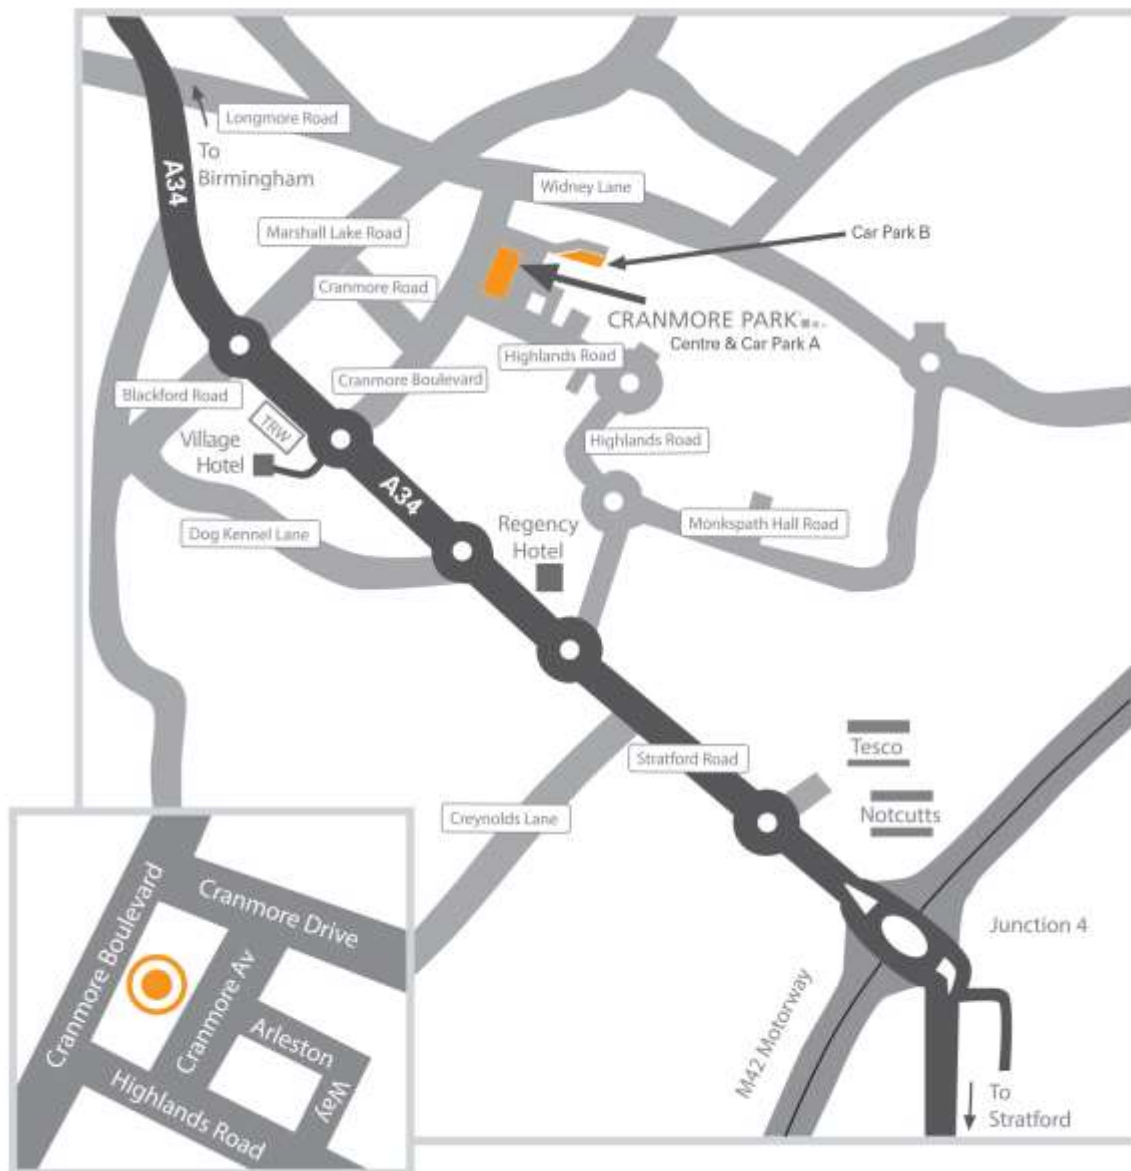 Longmore Road
To
Birmingham
A34
Widney Lane
Marshall Lake Road
Car Park B
Cranmore Road
CRANMORE PARK
Centre & Car Park A
Highlands Road
Cranmore Boulevard
Blackford Road
TRW
Village
Hotel
Highlands Road
A34
Dog Kennel Lane
Regency
Hotel
Monkspath Hall Road
Stratford Road
Tesco
Creynolds Lane
Notcutts
Junction 4
M42 Motorway
To
Stratford
Cranmore Boulevard
Cranmore Drive
Cranmore Av
Arleston
Way
Highlands Road